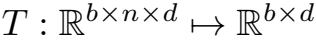 T : ℝ^{b×n×d} ↦ ℝ^{b×d}